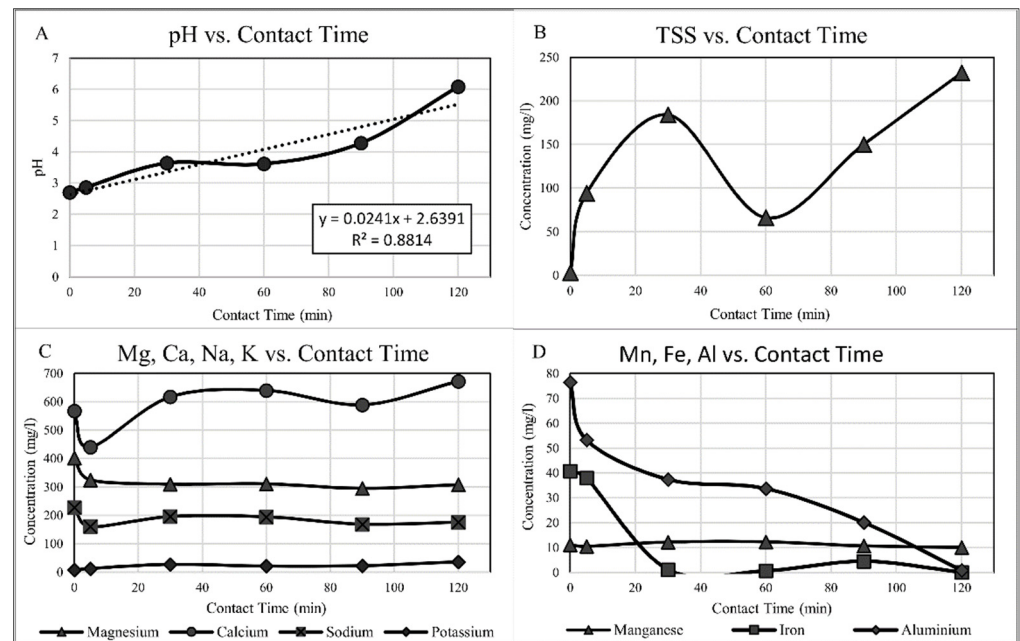 A
pH vs. Contact Time
7
6
5
4
3
2
1
0
pH
y = 0.0241x + 2.6391
R² = 0.8814
0 20 40 60 80 100 120
Contact Time (min)
B
TSS vs. Contact Time
250
200
150
100
50
0
Concentration (mg/l)
0 20 40 60 80 100 120
Contact Time (min)
C
Mg, Ca, Na, K vs. Contact Time
700
600
500
400
300
200
100
0
Concentration (mg/l)
0 20 40 60 80 100 120
Contact Time (min)
Magnesium Calcium Sodium Potassium
D
Mn, Fe, Al vs. Contact Time
80
70
60
50
40
30
20
10
0
Concentration (mg/l)
0 20 40 60 80 100 120
Contact Time (min)
Manganese Iron Aluminium